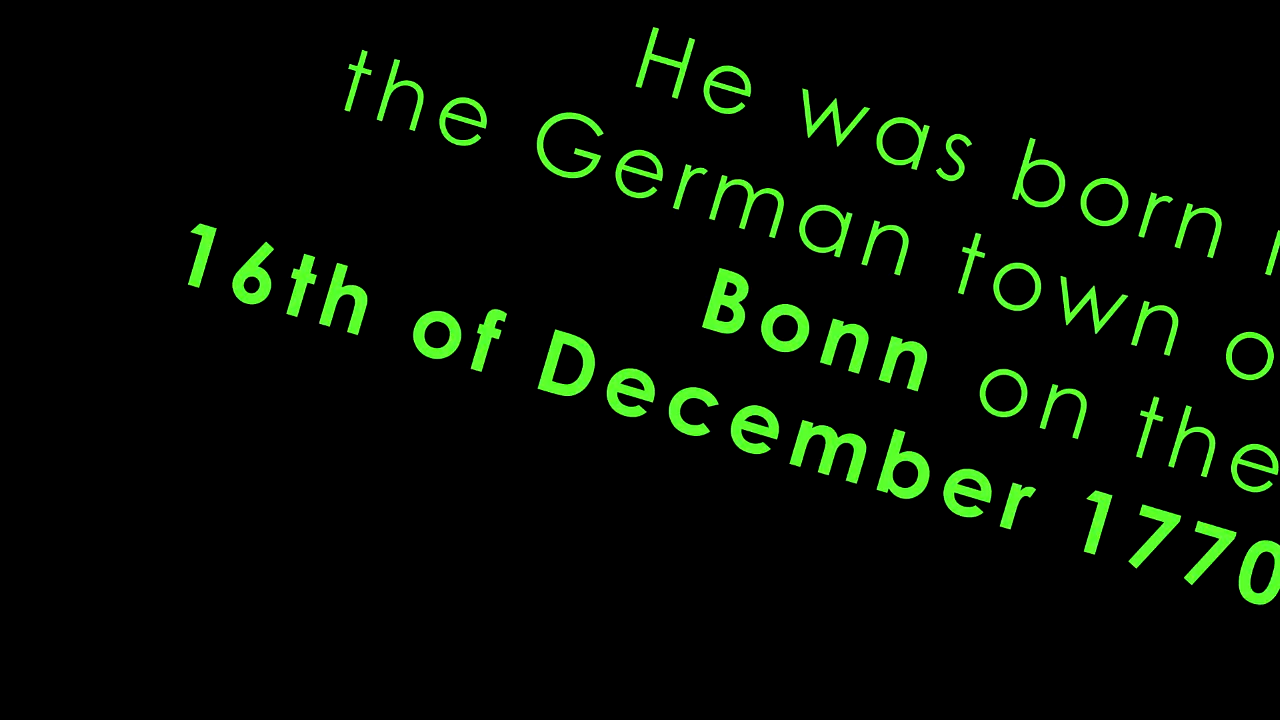 He was born
the German town
Bonn on the
16th of December 1770